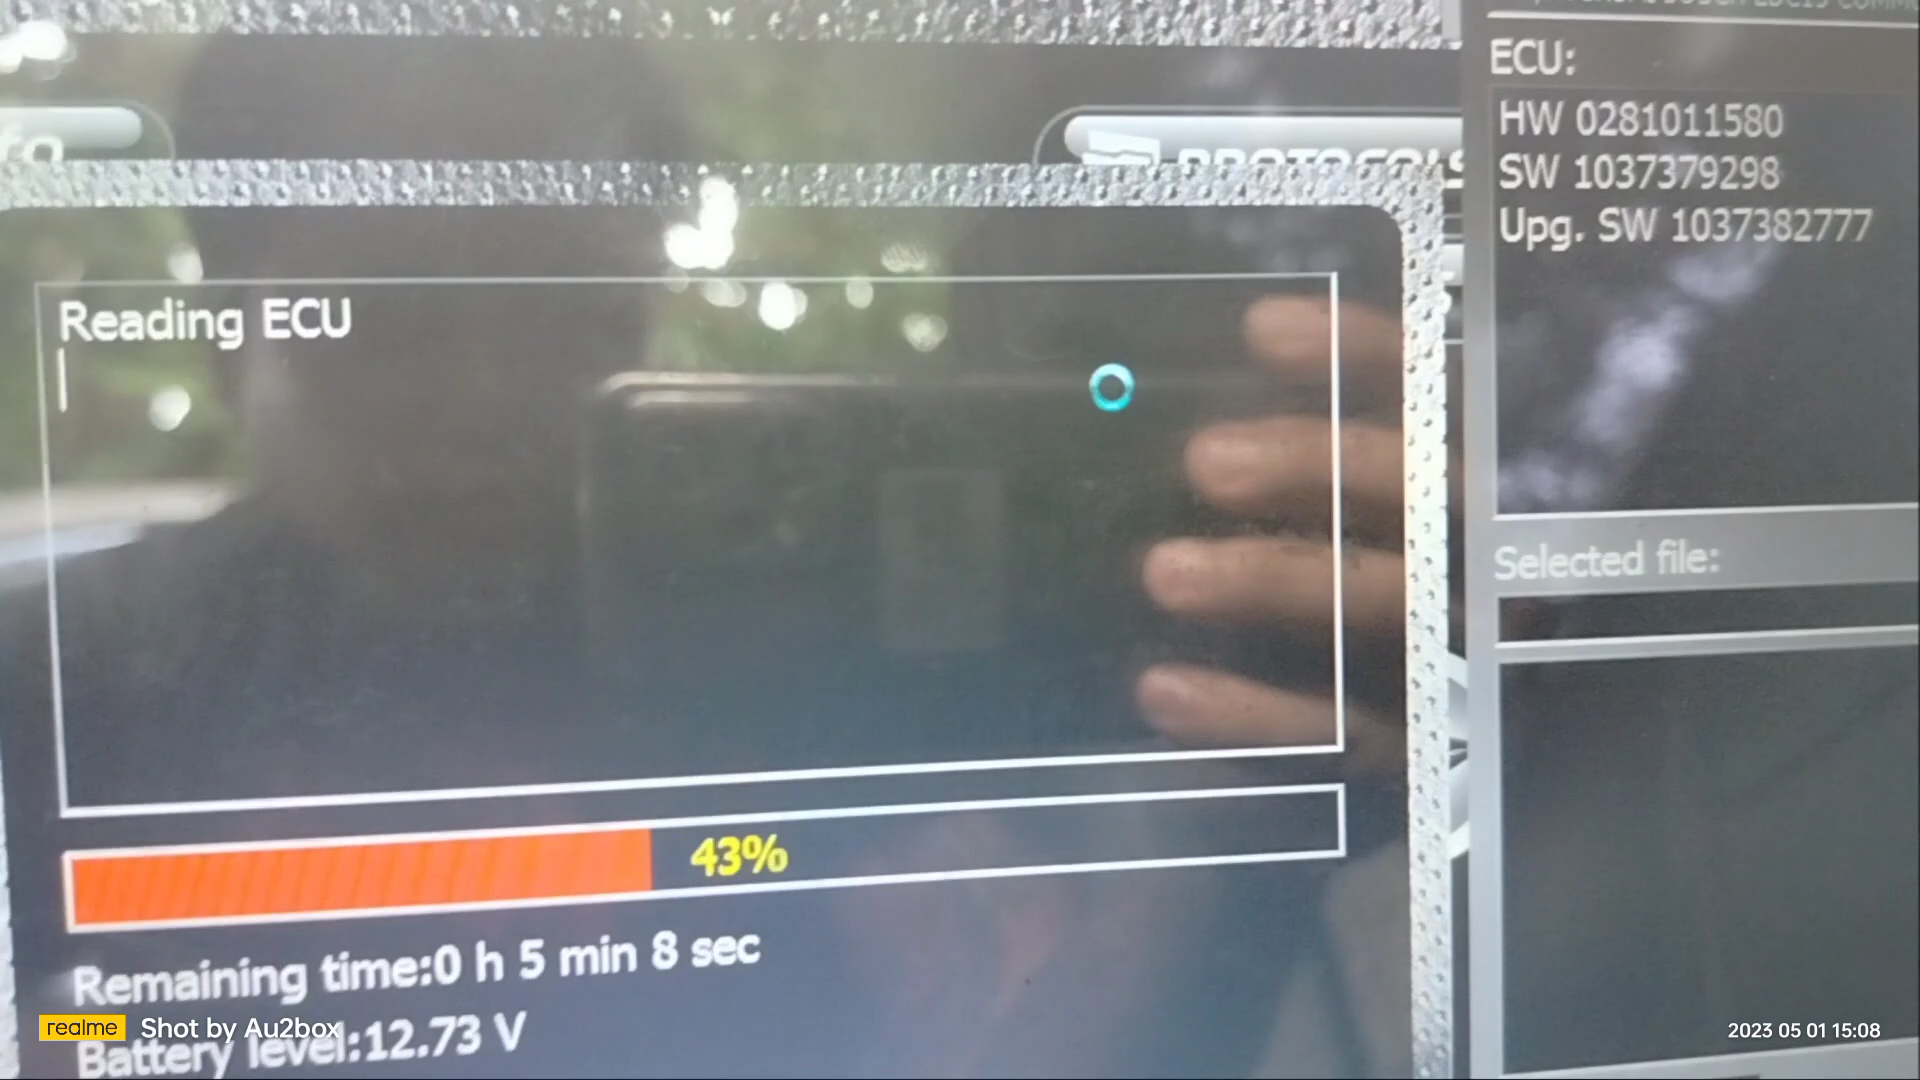 ECU:
HW 0281011580
SW 1037379298
Upg. SW 1037382777
PROTOCOLS
Reading ECU
Selected file:
43%
Remaining time:0 h 5 min 8 sec
Battery level:12.73 V
realme Shot by Au2box
2023 05 01 15:08